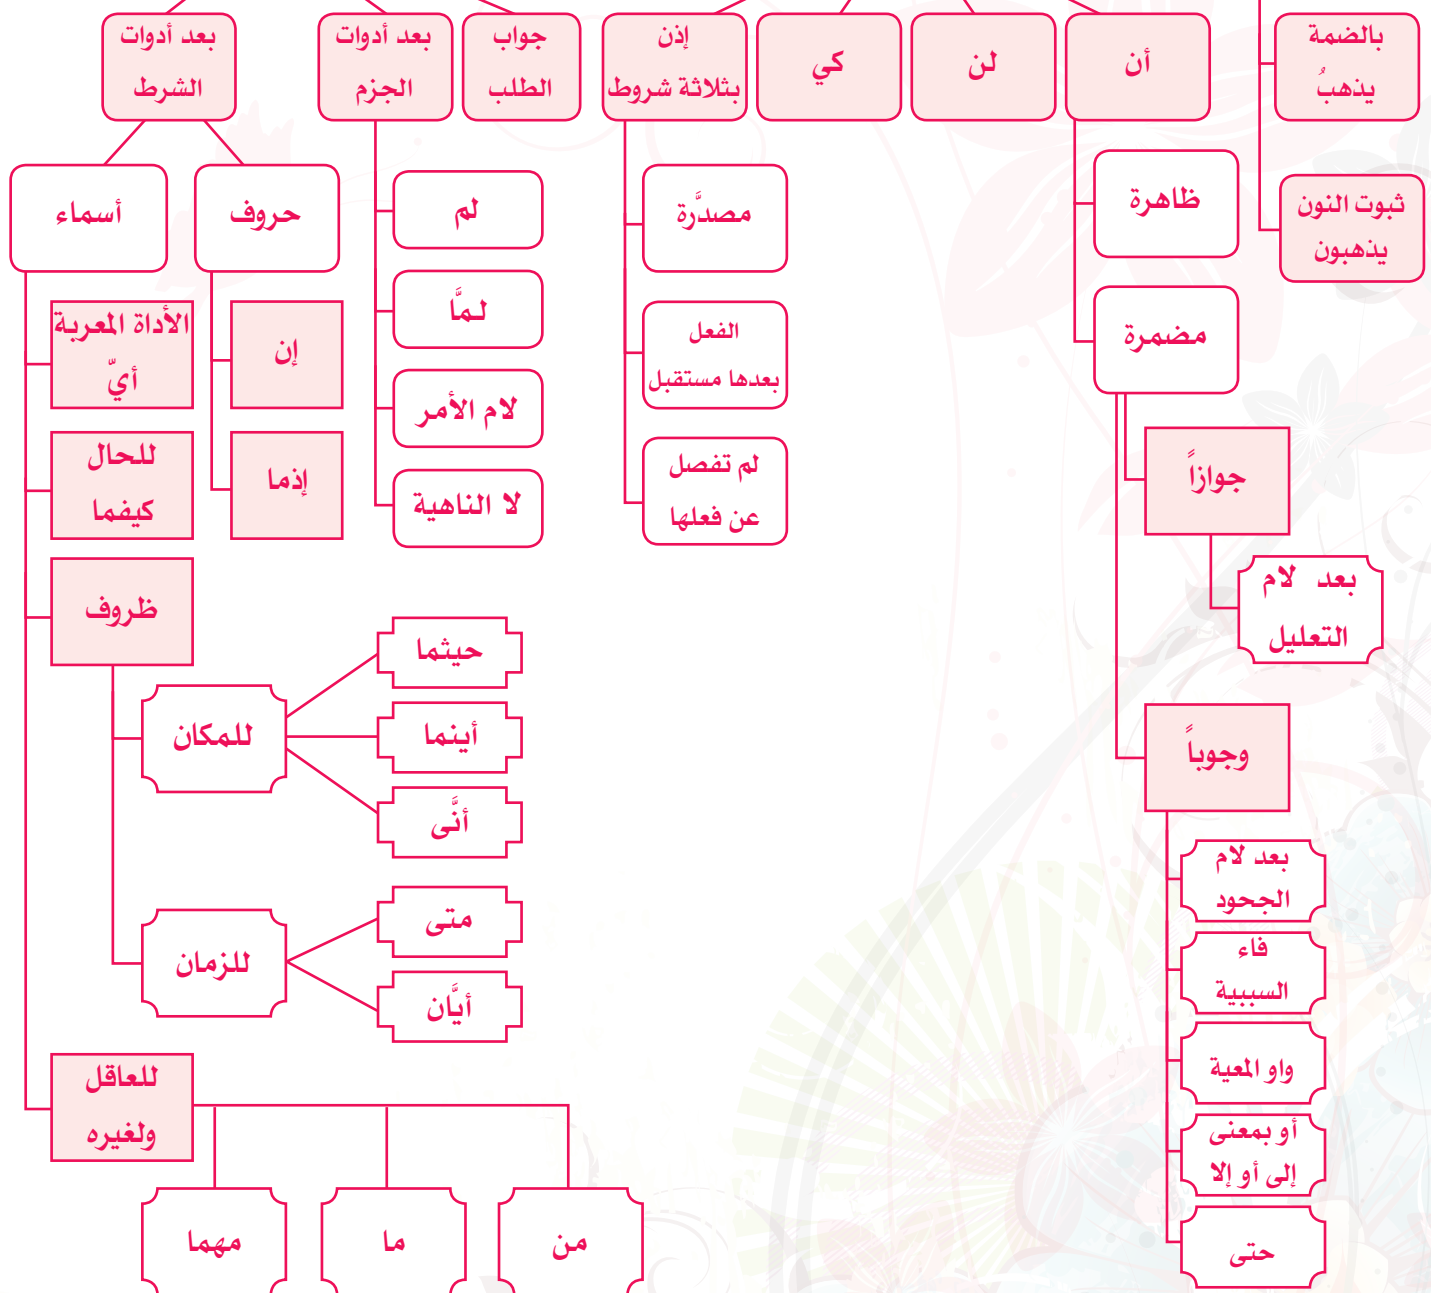 بالضمة
يذهبُ
ثبوت النون
يذهبون
أن
ظاهرة
مضمرة
جوازاً
بعد لام
التعليل
وجوباً
بعد لام
الجحود
فاء
السببية
واو المعية
أو بمعنى
إلى أو إلا
حتى
لن
كي
إذن
بثلاثة شروط
مصدَّرة
الفعل
بعدها مستقبل
لم تفصل
عن فعلها
جواب
الطلب
بعد أدوات
الجزم
لم
لمَّا
لام الأمر
لا الناهية
بعد أدوات
الشرط
حروف
إن
إذما
أسماء
الأداة المعربة
أيّ
للحال
كيفما
ظروف
للمكان
حيثما
أينما
أنَّى
للزمان
متى
أيَّان
للعاقل
ولغيره
من
ما
مهما